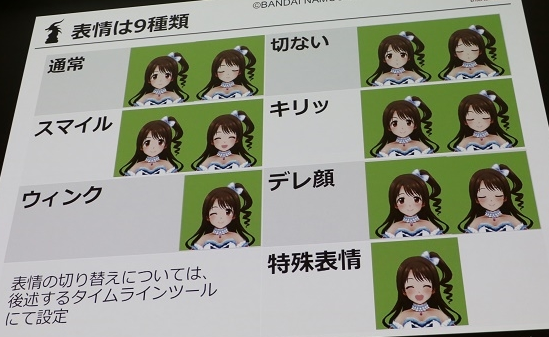 ©BANDAI NAM
表情は9種類
通常
切ない
スマイル
キリッ
ウィンク
デレ顔
特殊表情
表情の切り替えについては、
後述するタイムラインツール
にて設定